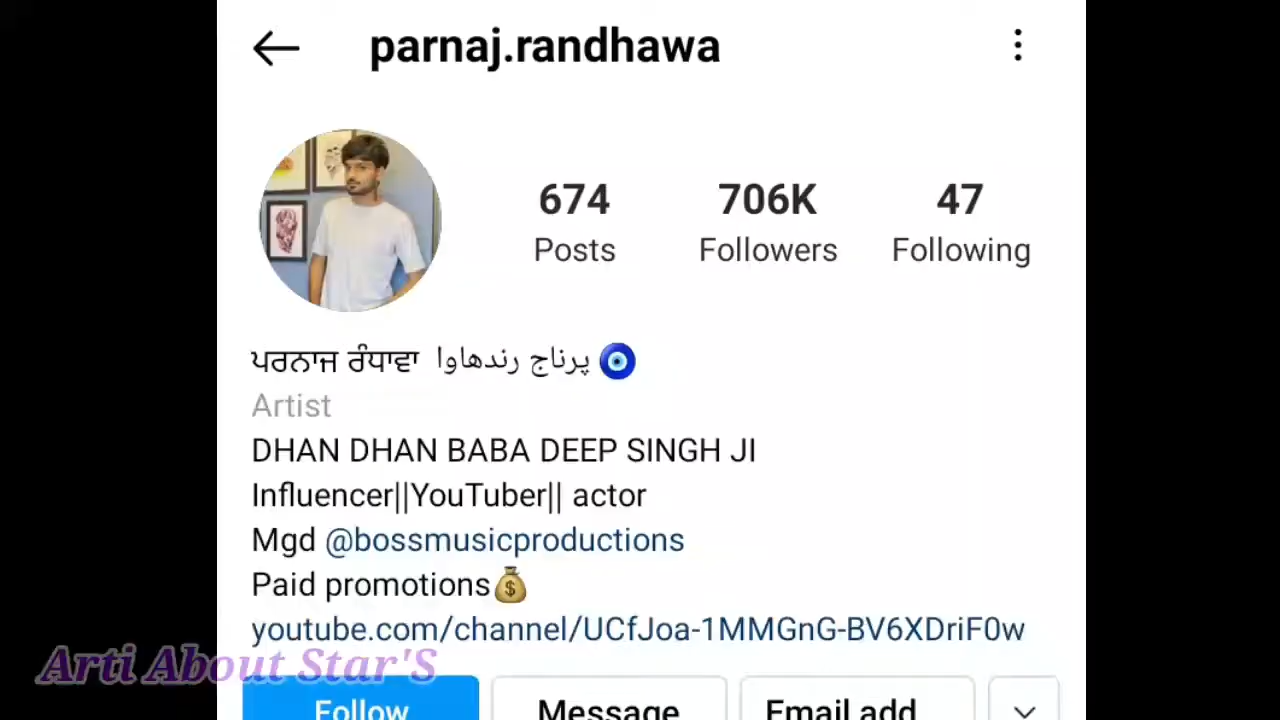 parnaj.randhawa
674 706K 47
Posts Followers Following
ਪਰਨਾਜ ਰੰਧਾਵਾ پرناج رندھاوا
Artist
DHAN DHAN BABA DEEP SINGH JI
Influencer||YouTuber|| actor
Mgd @bossmusicproductions
Paid promotions
youtube.com/channel/UCfJoa-1MMGnG-BV6XDriF0w
Arti About Star'S
Follow Message Email add